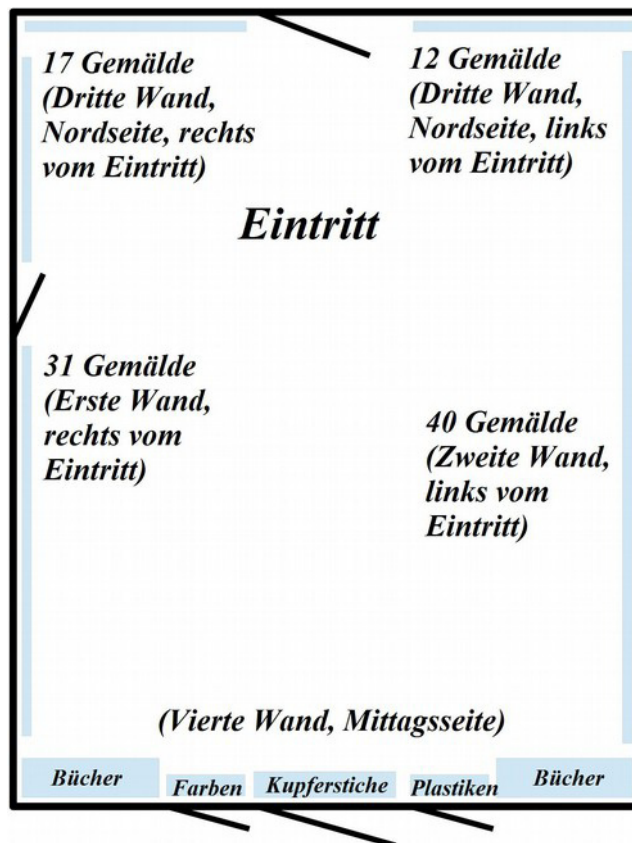 17 Gemälde
(Dritte Wand,
Nordseite, rechts
vom Eintritt)
12 Gemälde
(Dritte Wand,
Nordseite, links
vom Eintritt)
Eintritt
31 Gemälde
(Erste Wand,
rechts vom
Eintritt)
40 Gemälde
(Zweite Wand,
links vom
Eintritt)
(Vierte Wand, Mittagsseite)
Bücher
Farben
Kupferstiche
Plastiken
Bücher